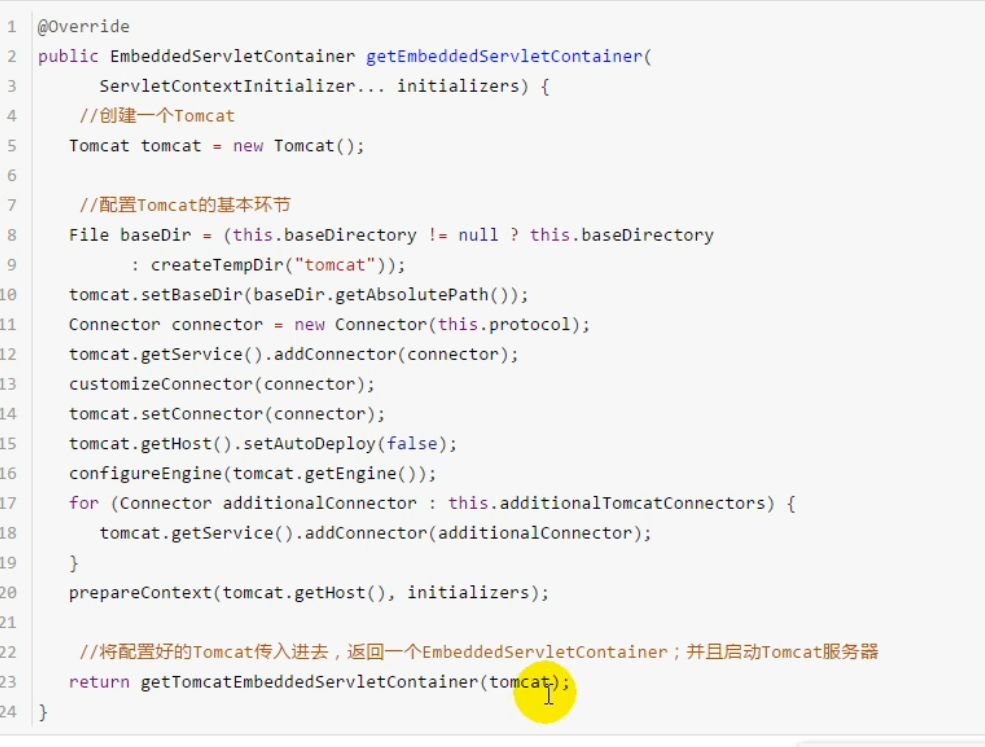 1 @Override
2 public EmbeddedServletContainer getEmbeddedServletContainer(
3 ServletContextInitializer... initializers) {
4 //创建一个Tomcat
5 Tomcat tomcat = new Tomcat();
6
7 //配置Tomcat的基本环节
8 File baseDir = (this.baseDirectory != null ? this.baseDirectory
9 : createTempDir("tomcat"));
10 tomcat.setBaseDir(baseDir.getAbsolutePath());
11 Connector connector = new Connector(this.protocol);
12 tomcat.getService().addConnector(connector);
13 customizeConnector(connector);
14 tomcat.setConnector(connector);
15 tomcat.getHost().setAutoDeploy(false);
16 configureEngine(tomcat.getEngine());
17 for (Connector additionalConnector : this.additionalTomcatConnectors) {
18 tomcat.getService().addConnector(additionalConnector);
19 }
20 prepareContext(tomcat.getHost(), initializers);
21
22 //将配置好的Tomcat传入进去，返回一个EmbeddedServletContainer；并且启动Tomcat服务器
23 return getTomcatEmbeddedServletContainer(tomcat);
24 }